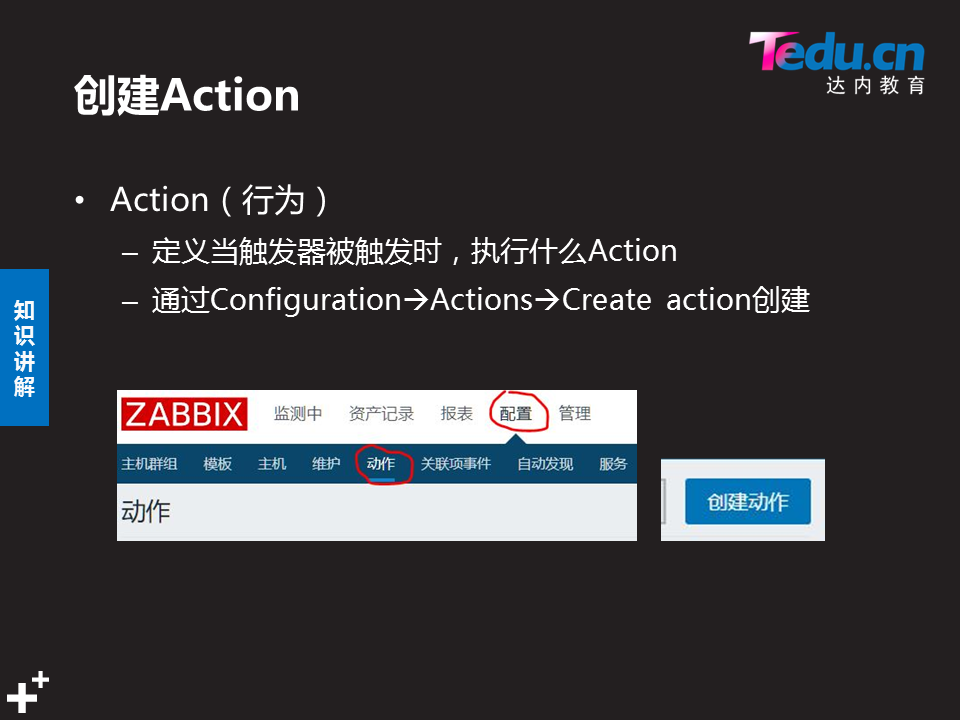 Tedu.cn
达内教育
创建Action
• Action（行为）
– 定义当触发器被触发时，执行什么Action
– 通过Configuration→Actions→Create action创建
知识讲解
ZABBIX 监测中 资产记录 报表 配置 管理
主机群组 模板 主机 维护 动作 关联项事件 自动发现 服务
动作
创建动作